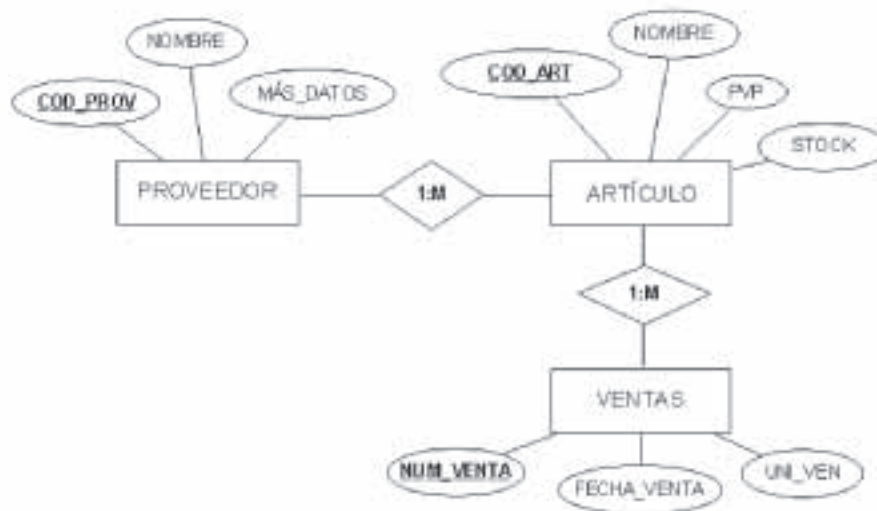 NOMBRE
NOMBRE
COD_PROV
MÁS_DATOS
COD_ART
PVP
STOCK
PROVEEDOR
1:M
ARTÍCULO
1:M
VENTAS
NUM_VENTA
FECHA_VENTA
UNI_VEN